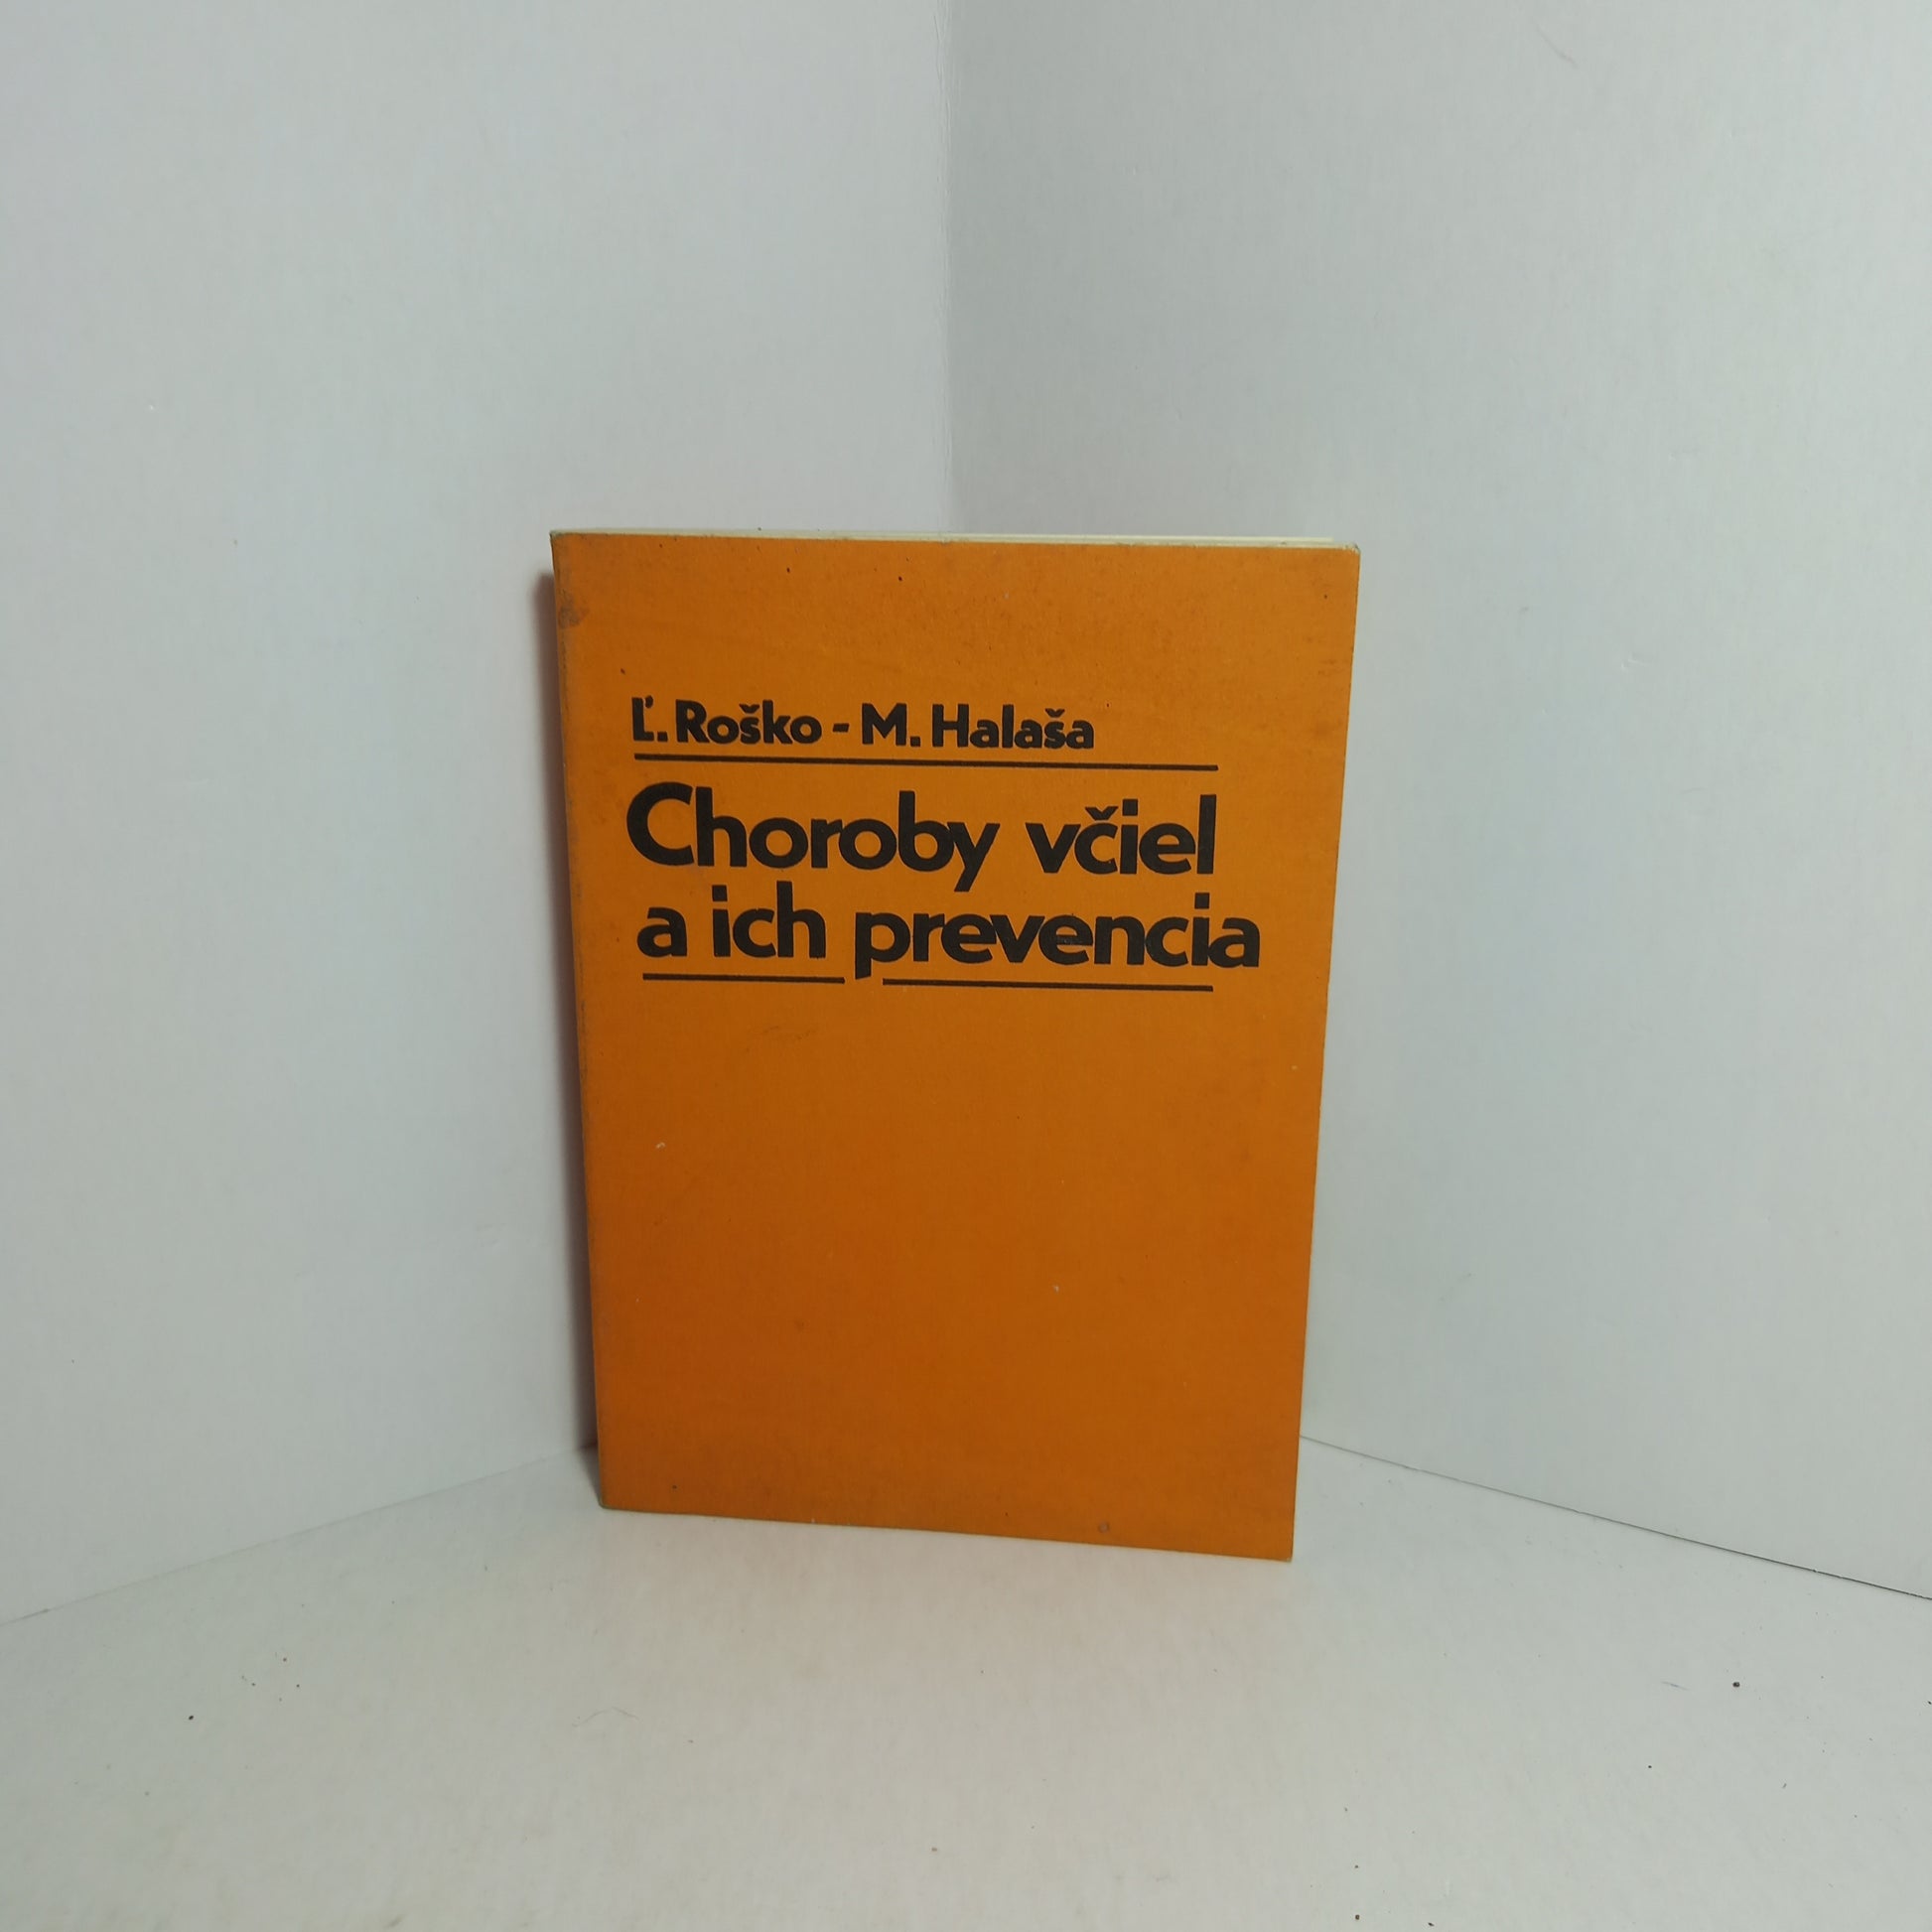 Ľ. Roško - M. Halaša
Choroby včiel
a ich prevencia